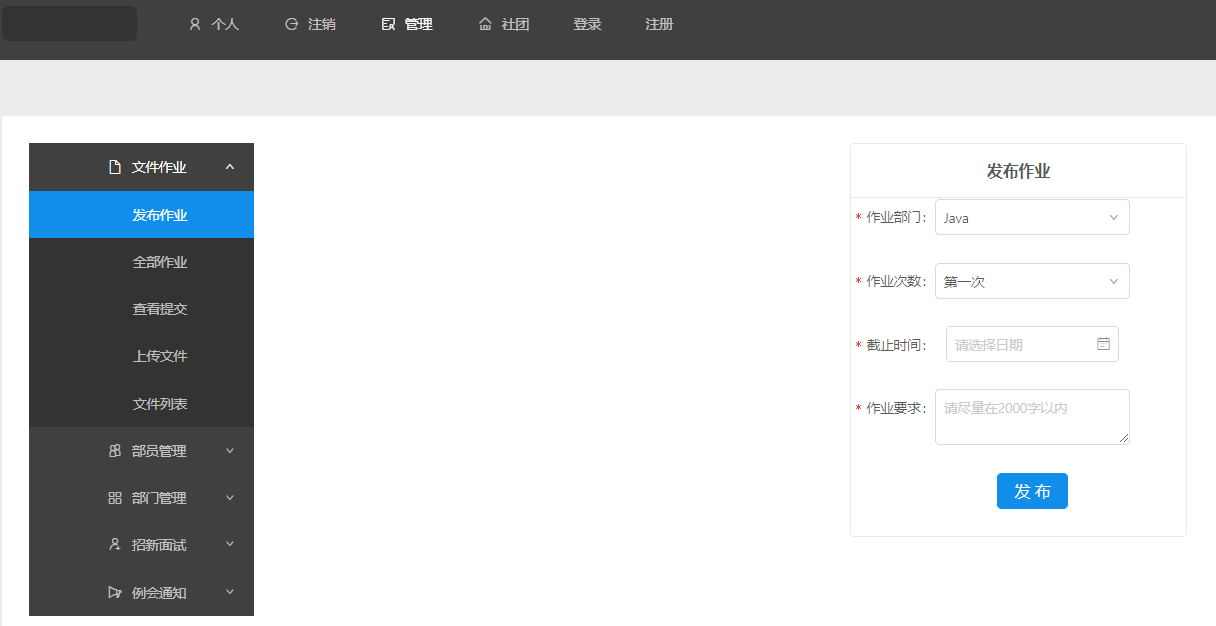 个人 注销 管理 社团 登录 注册
文件作业
发布作业
全部作业
查看提交
上传文件
文件列表
部员管理
部门管理
招新面试
例会通知
发布作业
* 作业部门: Java
* 作业次数: 第一次
* 截止时间: 请选择日期
* 作业要求: 请尽量在2000字以内
发 布